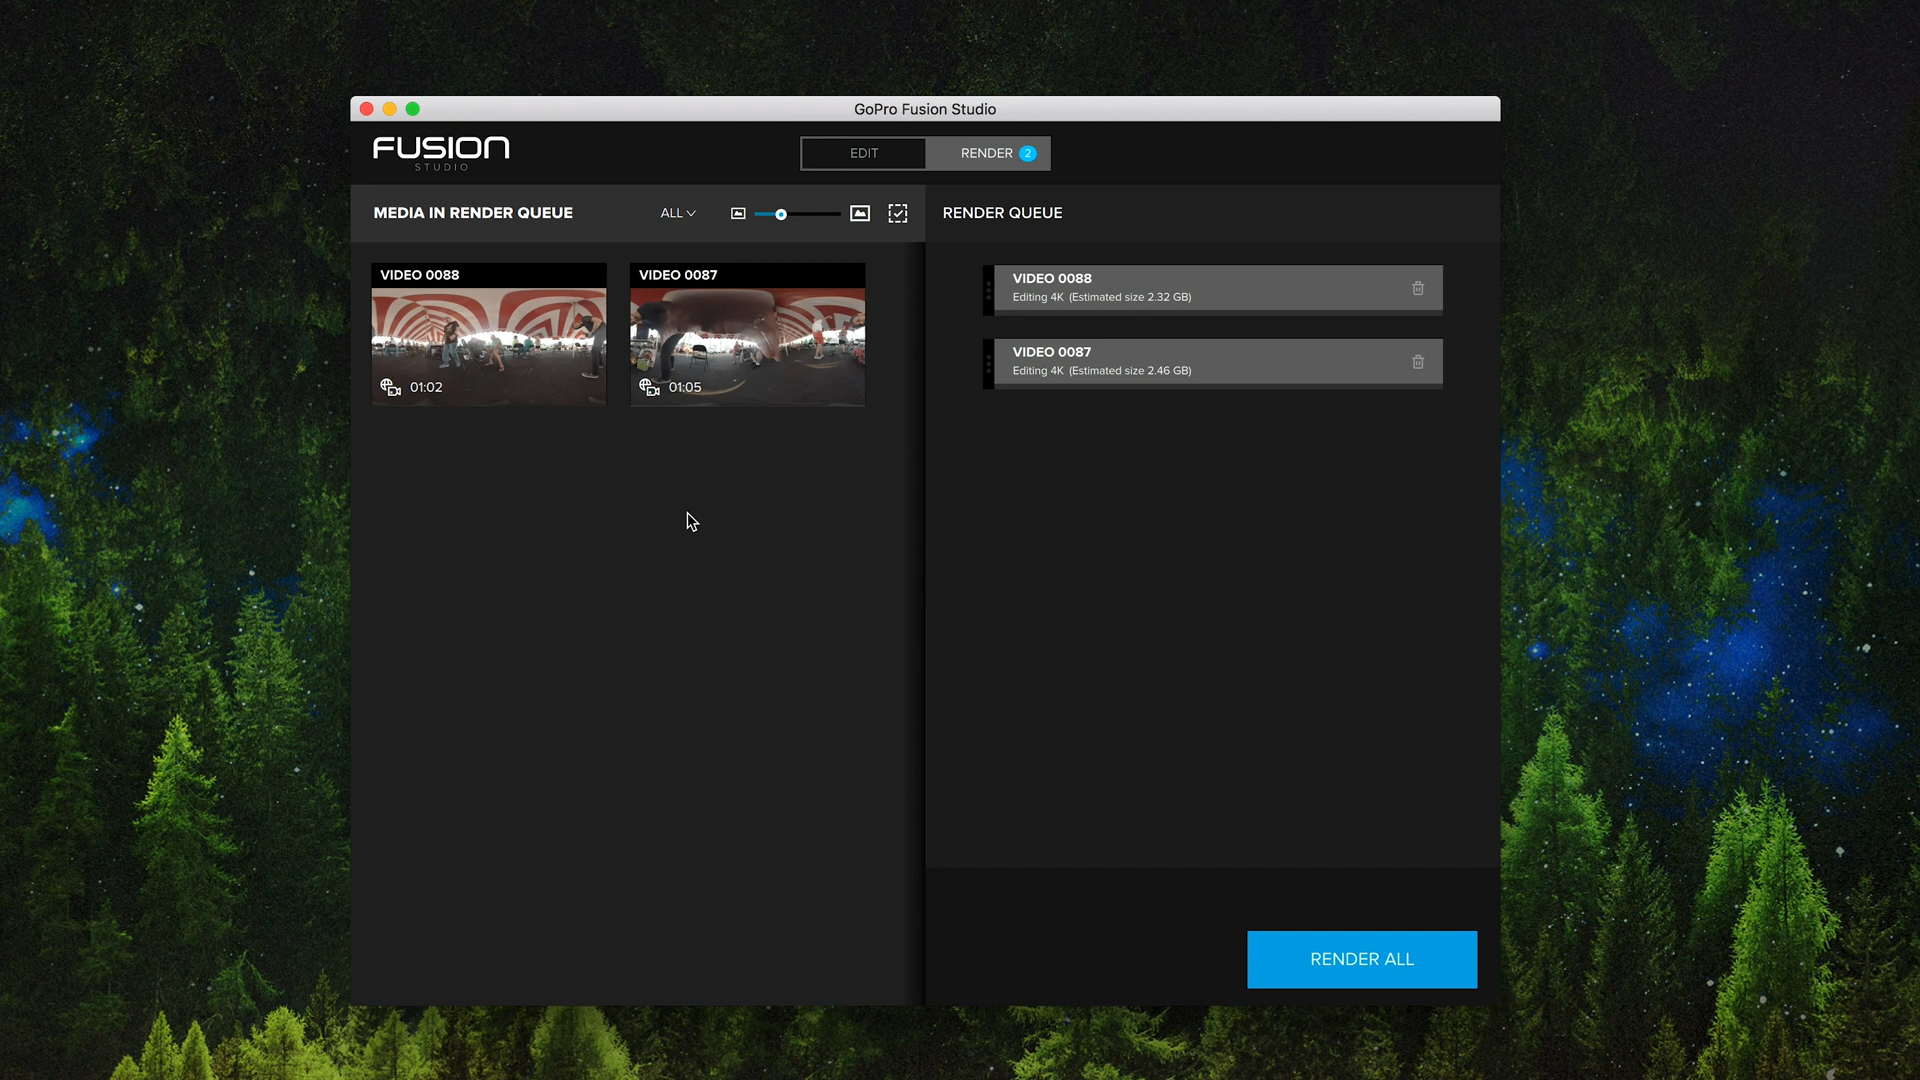 GoPro Fusion Studio
FUSION
STUDIO
EDIT
RENDER 2
MEDIA IN RENDER QUEUE
ALL
RENDER QUEUE
VIDEO 0088
01:02
VIDEO 0087
01:05
VIDEO 0088
Editing 4K (Estimated size 2.32 GB)
VIDEO 0087
Editing 4K (Estimated size 2.46 GB)
RENDER ALL